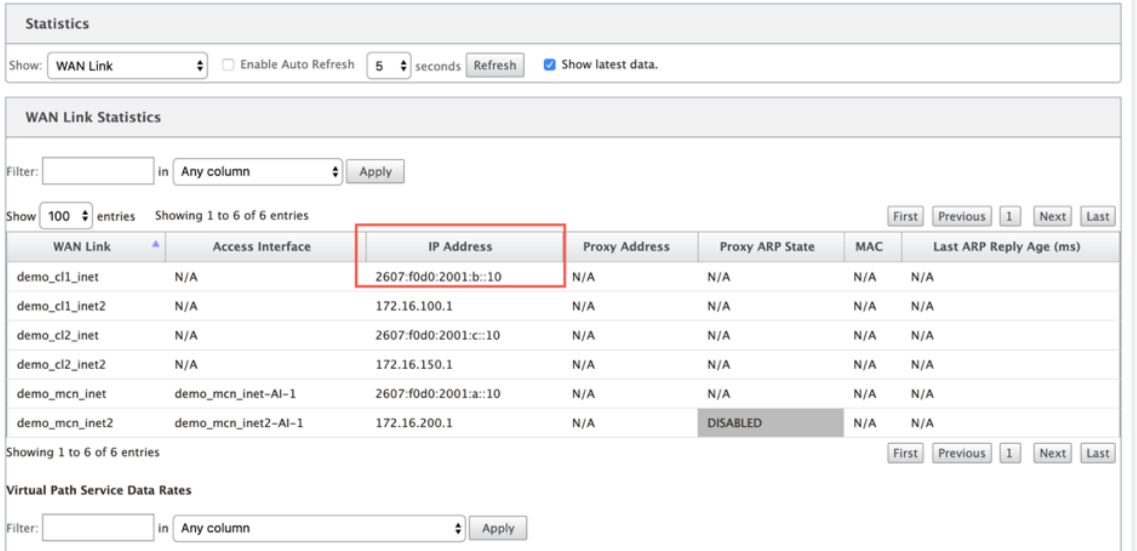 Statistics
Show: WAN Link Enable Auto Refresh 5 seconds Refresh Show latest data.
WAN Link Statistics
Filter: in Any column Apply
Show 100 entries Showing 1 to 6 of 6 entries First Previous 1 Next Last
WAN Link Access Interface IP Address Proxy Address Proxy ARP State MAC Last ARP Reply Age (ms)
demo_cl1_inet N/A 2607:f0d0:2001:b::10 N/A N/A N/A N/A
demo_cl1_inet2 N/A 172.16.100.1 N/A N/A N/A N/A
demo_cl2_inet N/A 2607:f0d0:2001:c::10 N/A N/A N/A N/A
demo_cl2_inet2 N/A 172.16.150.1 N/A N/A N/A N/A
demo_mcn_inet demo_mcn_inet-AI-1 2607:f0d0:2001:a::10 N/A N/A N/A N/A
demo_mcn_inet2 demo_mcn_inet2-AI-1 172.16.200.1 N/A DISABLED N/A N/A
Showing 1 to 6 of 6 entries First Previous 1 Next Last
Virtual Path Service Data Rates
Filter: in Any column Apply